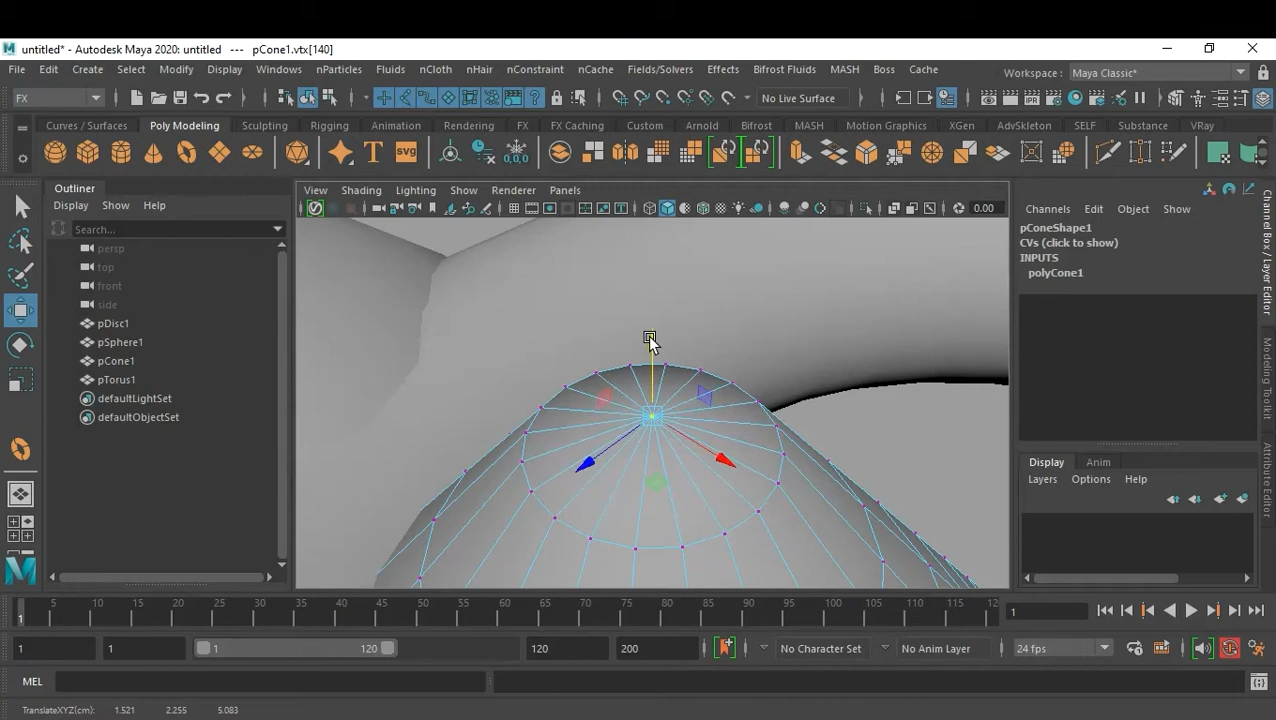 untitled* - Autodesk Maya 2020: untitled --- pCone1.vtx[140]
File Edit Create Select Modify Display Windows nParticles Fluids nCloth nHair nConstraint nCache Fields/Solvers Effects Bifrost Fluids MASH Boss Cache Workspace: Maya Classic*
FX No Live Surface
Curves / Surfaces Poly Modeling Sculpting Rigging Animation Rendering FX FX Caching Custom Arnold Bifrost MASH Motion Graphics XGen AdvSkeleton SELF Substance VRay
SVG 0,0,0
Outliner View Shading Lighting Show Renderer Panels
Display Show Help 0.00 Channels Edit Object Show
Search...
persp
top
front
side
pDisc1
pSphere1
pCone1
pTorus1
defaultLightSet
defaultObjectSet
pConeShape1
CVs (click to show)
INPUTS
polyCone1
Channel Box / Layer Editor
Modeling Toolkit
Attribute Editor
Display Anim
Layers Options Help
5 10 15 20 25 30 35 40 45 50 55 60 65 70 75 80 85 90 95 100 105 110 115 12
1 1
1 1 1 120 120 200 No Character Set No Anim Layer 24 fps
MEL
TranslateXYZ(cm): 1.521 2.255 5.083